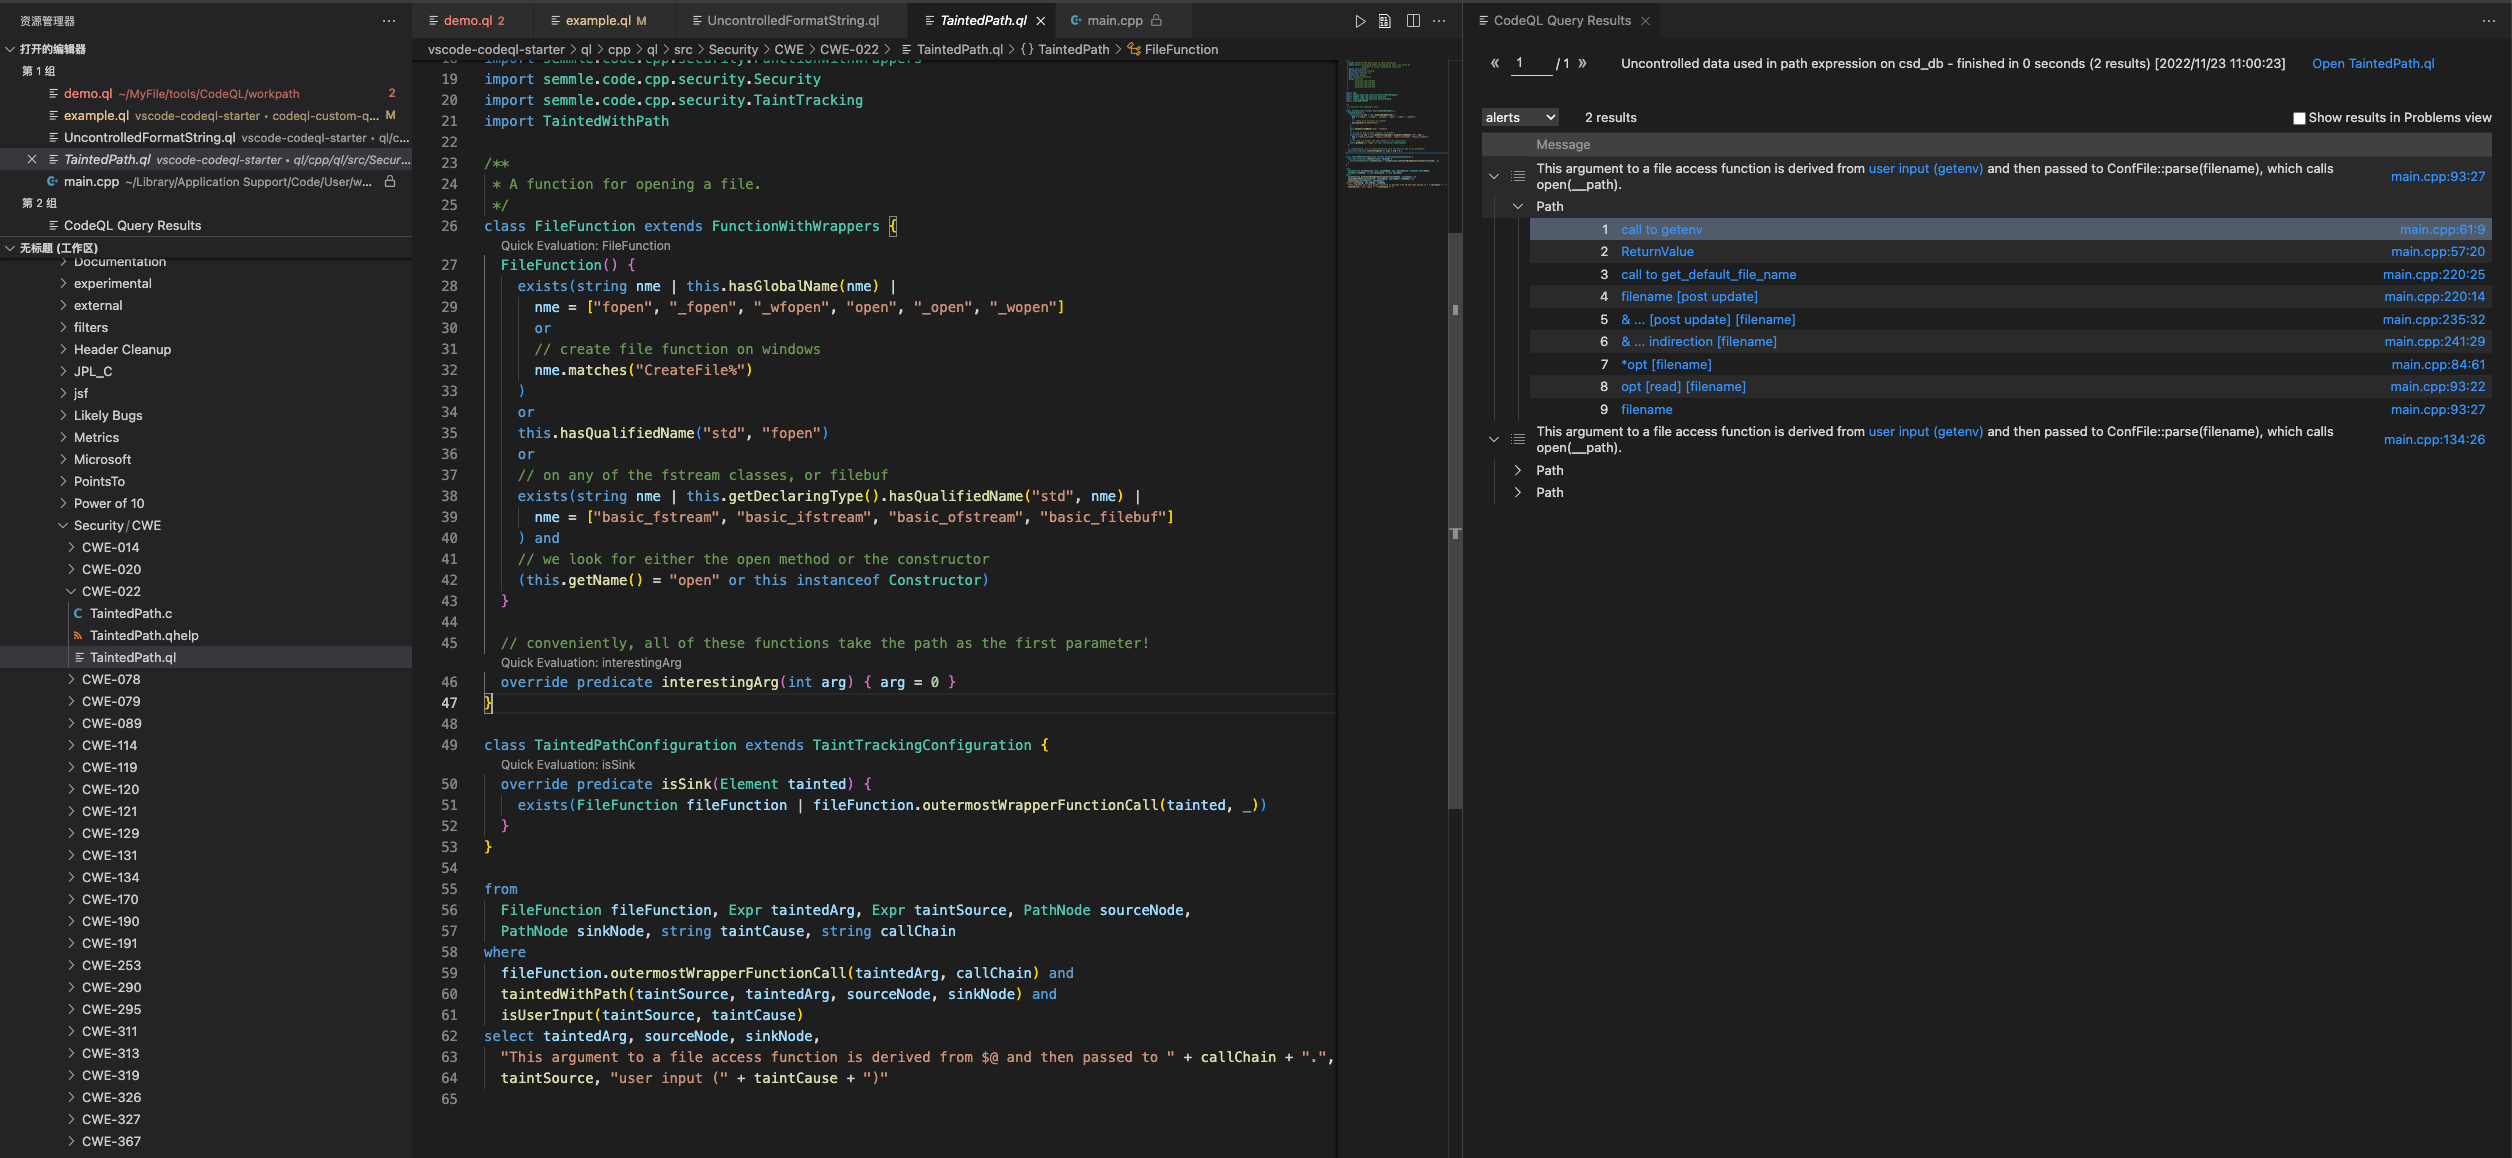 资源管理器
打开的编辑器
第 1 组
demo.ql ~/MyFile/tools/CodeQL/workpath 2
example.ql vscode-codeql-starter • codeql-custom-q... M
UncontrolledFormatString.ql vscode-codeql-starter • ql/c...
TaintedPath.ql vscode-codeql-starter • ql/cpp/ql/src/Secur...
main.cpp ~/Library/Application Support/Code/User/w...
第 2 组
CodeQL Query Results
无标题 (工作区)
Documentation
experimental
external
filters
Header Cleanup
JPL_C
jsf
Likely Bugs
Metrics
Microsoft
PointsTo
Power of 10
Security/CWE
CWE-014
CWE-020
CWE-022
TaintedPath.c
TaintedPath.qhelp
TaintedPath.ql
CWE-078
CWE-079
CWE-089
CWE-114
CWE-119
CWE-120
CWE-121
CWE-129
CWE-131
CWE-134
CWE-170
CWE-190
CWE-191
CWE-253
CWE-290
CWE-295
CWE-311
CWE-313
CWE-319
CWE-326
CWE-327
CWE-367
demo.ql 2 example.ql M UncontrolledFormatString.ql TaintedPath.ql main.cpp
vscode-codeql-starter > ql > cpp > ql > src > Security > CWE > CWE-022 > TaintedPath.ql > {} TaintedPath > FileFunction
18 import semmle.code.cpp.security.FunctionWithWrappers
19 import semmle.code.cpp.security.Security
20 import semmle.code.cpp.security.TaintTracking
21 import TaintedWithPath
22
23 /**
24 * A function for opening a file.
25 */
26 class FileFunction extends FunctionWithWrappers {
Quick Evaluation: FileFunction
27 FileFunction() {
28 exists(string nme | this.hasGlobalName(nme) |
29 nme = ["fopen", "_fopen", "_wfopen", "open", "_open", "_wopen"]
30 or
31 // create file function on windows
32 nme.matches("CreateFile%")
33 )
34 or
35 this.hasQualifiedName("std", "fopen")
36 or
37 // on any of the fstream classes, or filebuf
38 exists(string nme | this.getDeclaringType().hasQualifiedName("std", nme) |
39 nme = ["basic_fstream", "basic_ifstream", "basic_ofstream", "basic_filebuf"]
40 ) and
41 // we look for either the open method or the constructor
42 (this.getName() = "open" or this instanceof Constructor)
43 }
44
45 // conveniently, all of these functions take the path as the first parameter!
Quick Evaluation: interestingArg
46 override predicate interestingArg(int arg) { arg = 0 }
47 }
48
49 class TaintedPathConfiguration extends TaintTrackingConfiguration {
Quick Evaluation: isSink
50 override predicate isSink(Element tainted) {
51 exists(FileFunction fileFunction | fileFunction.outermostWrapperFunctionCall(tainted, _))
52 }
53 }
54
55 from
56 FileFunction fileFunction, Expr taintedArg, Expr taintSource, PathNode sourceNode,
57 PathNode sinkNode, string taintCause, string callChain
58 where
59 fileFunction.outermostWrapperFunctionCall(taintedArg, callChain) and
60 taintedWithPath(taintSource, taintedArg, sourceNode, sinkNode) and
61 isUserInput(taintSource, taintCause)
62 select taintedArg, sourceNode, sinkNode,
63 "This argument to a file access function is derived from $@ and then passed to " + callChain + ".",
64 taintSource, "user input (" + taintCause + ")"
65
CodeQL Query Results
« 1 / 1 » Uncontrolled data used in path expression on csd_db - finished in 0 seconds (2 results) [2022/11/23 11:00:23] Open TaintedPath.ql
alerts 2 results Show results in Problems view
Message
This argument to a file access function is derived from user input (getenv) and then passed to ConfFile::parse(filename), which calls open(__path). main.cpp:93:27
Path
1 call to getenv main.cpp:61:9
2 ReturnValue main.cpp:57:20
3 call to get_default_file_name main.cpp:220:25
4 filename [post update] main.cpp:220:14
5 & ... [post update] [filename] main.cpp:235:32
6 & ... indirection [filename] main.cpp:241:29
7 *opt [filename] main.cpp:84:61
8 opt [read] [filename] main.cpp:93:22
9 filename main.cpp:93:27
This argument to a file access function is derived from user input (getenv) and then passed to ConfFile::parse(filename), which calls open(__path). main.cpp:134:26
Path
Path